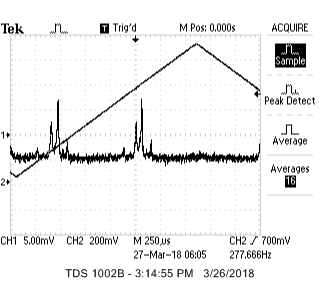 Tek T Trig'd M Pos: 0.000s ACQUIRE
Sample
Peak Detect
Average
Averages
16
1
2
CH1 5.00mV CH2 200mV M 250µs CH2 / 700mV
27-Mar-18 06:05 277.666Hz
TDS 1002B - 3:14:55 PM 3/26/2018